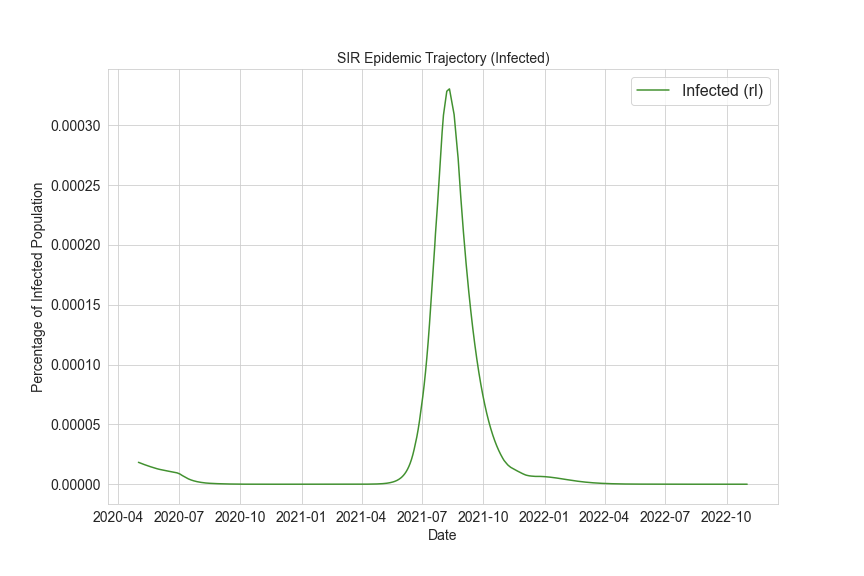 SIR Epidemic Trajectory (Infected)
Infected (rI)
Percentage of Infected Population
0.00030
0.00025
0.00020
0.00015
0.00010
0.00005
0.00000
2020-04 2020-07 2020-10 2021-01 2021-04 2021-07 2021-10 2022-01 2022-04 2022-07 2022-10
Date